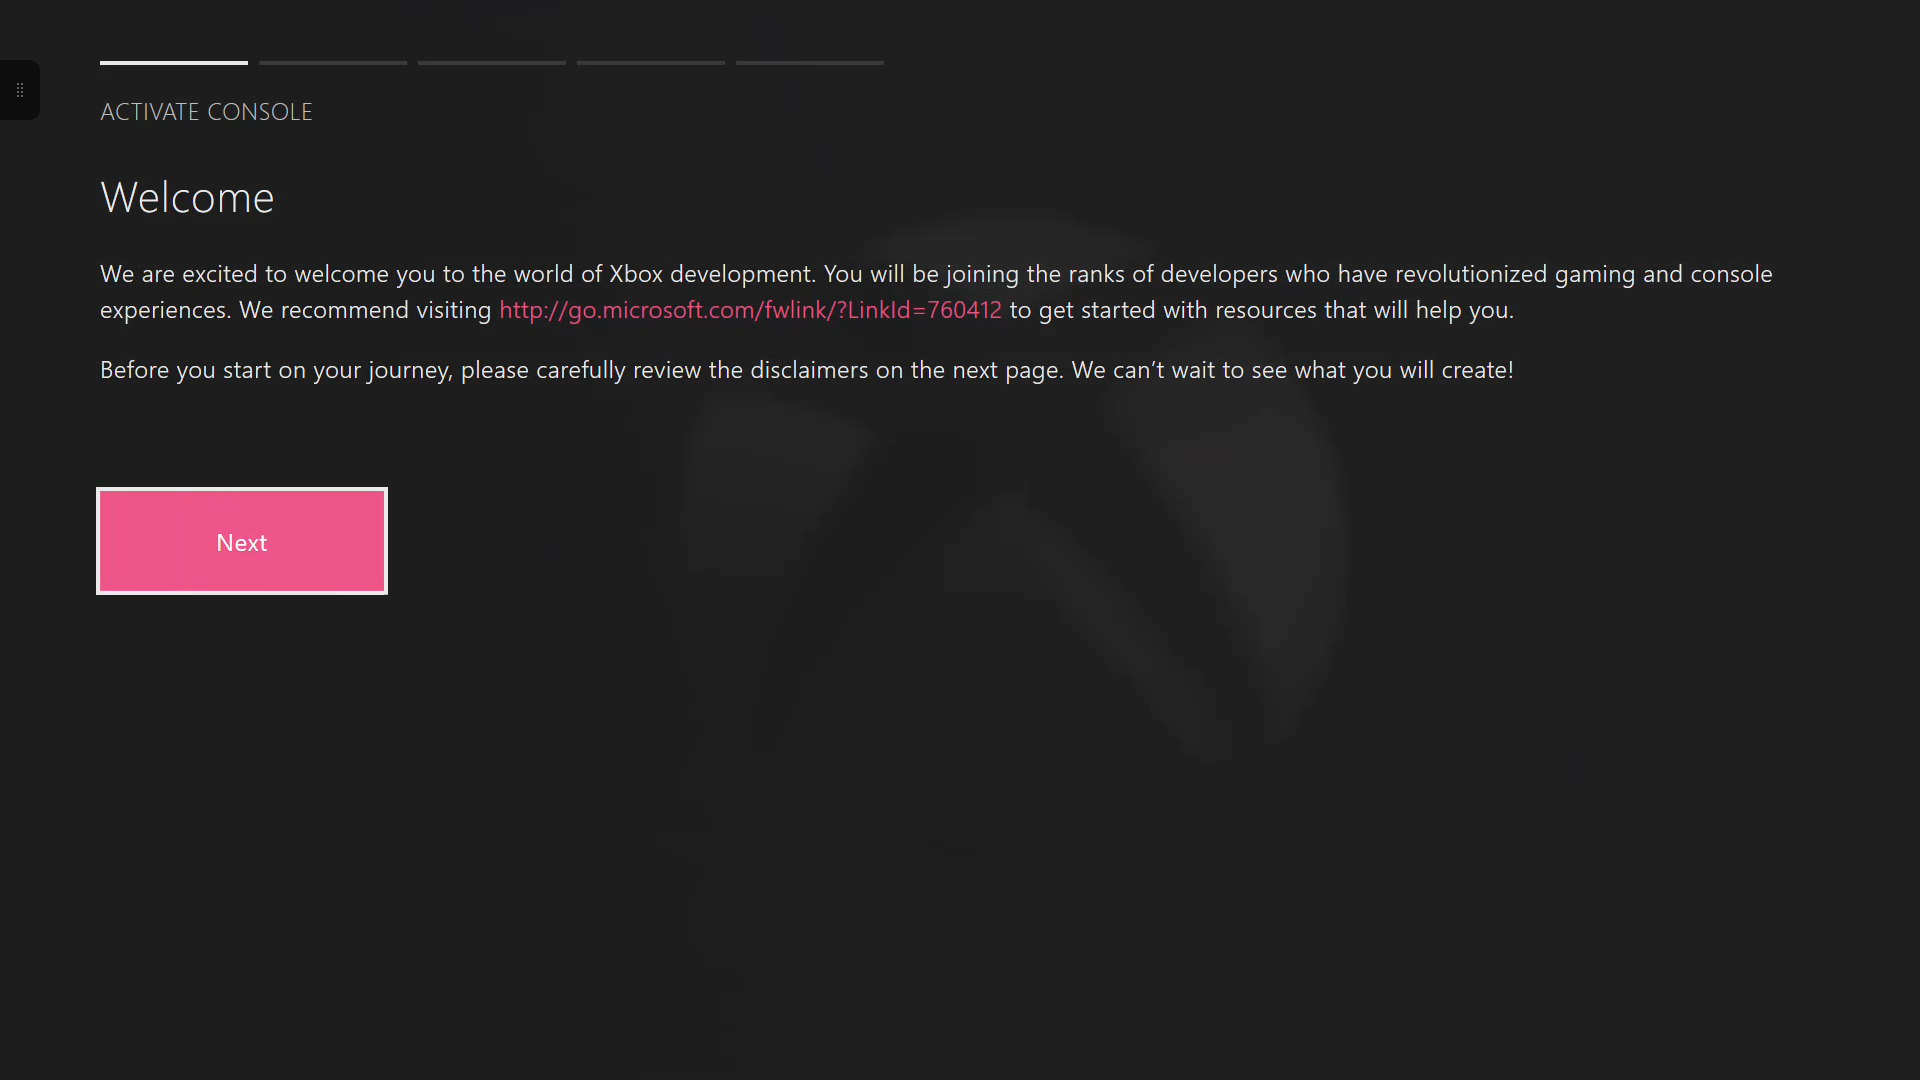 ACTIVATE CONSOLE
Welcome
We are excited to welcome you to the world of Xbox development. You will be joining the ranks of developers who have revolutionized gaming and console
experiences. We recommend visiting http://go.microsoft.com/fwlink/?LinkId=760412 to get started with resources that will help you.
Before you start on your journey, please carefully review the disclaimers on the next page. We can’t wait to see what you will create!
Next